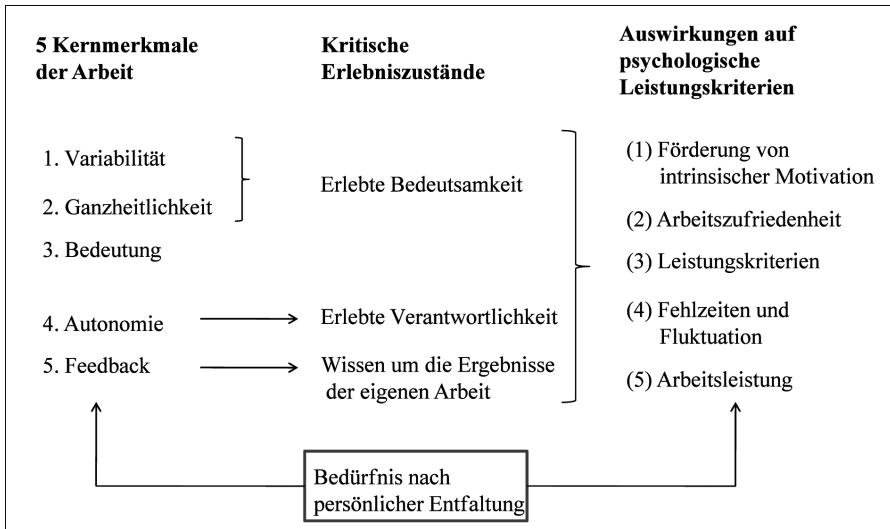 5 Kernmerkmale
der Arbeit
1. Variabilität
2. Ganzheitlichkeit
3. Bedeutung
4. Autonomie
5. Feedback
Kritische
Erlebniszustände
Erlebte Bedeutsamkeit
Erlebte Verantwortlichkeit
Wissen um die Ergebnisse
der eigenen Arbeit
Auswirkungen auf
psychologische
Leistungskriterien
(1) Förderung von
intrinsischer Motivation
(2) Arbeitszufriedenheit
(3) Leistungskriterien
(4) Fehlzeiten und
Fluktuation
(5) Arbeitsleistung
Bedürfnis nach
persönlicher Entfaltung